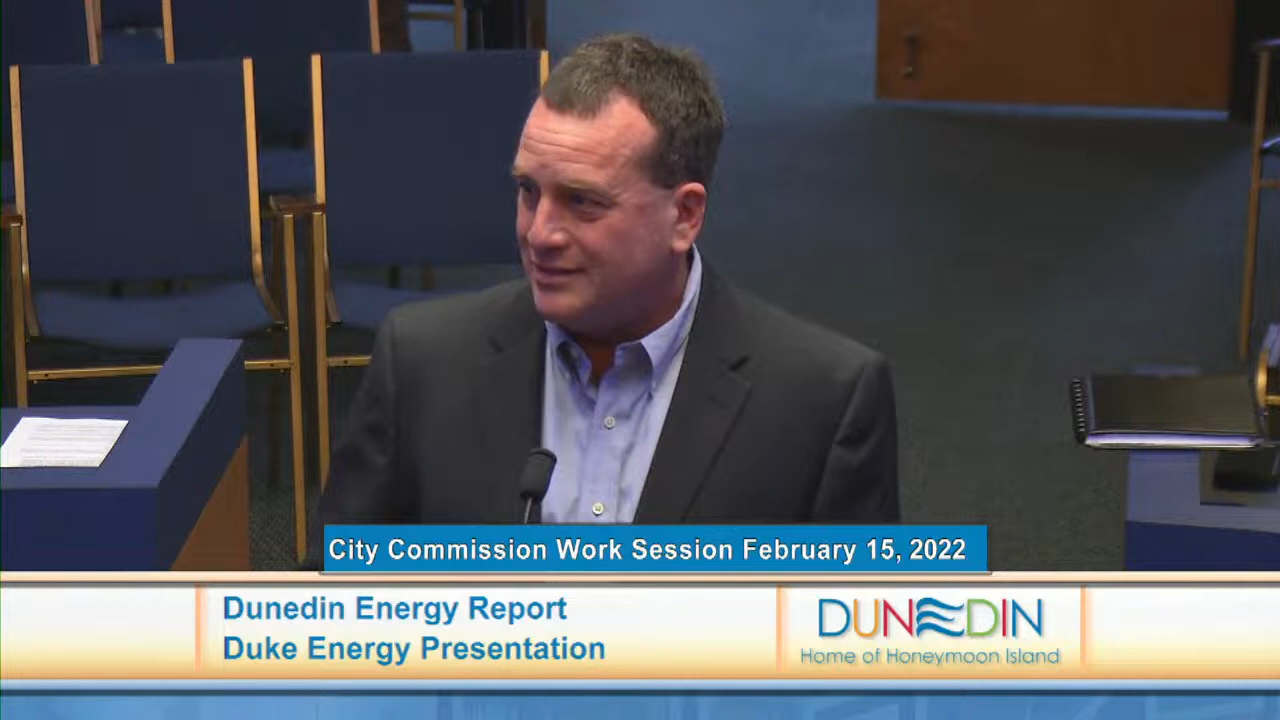 City Commission Work Session February 15, 2022
Dunedin Energy Report
Duke Energy Presentation
DUNEDIN
Home of Honeymoon Island